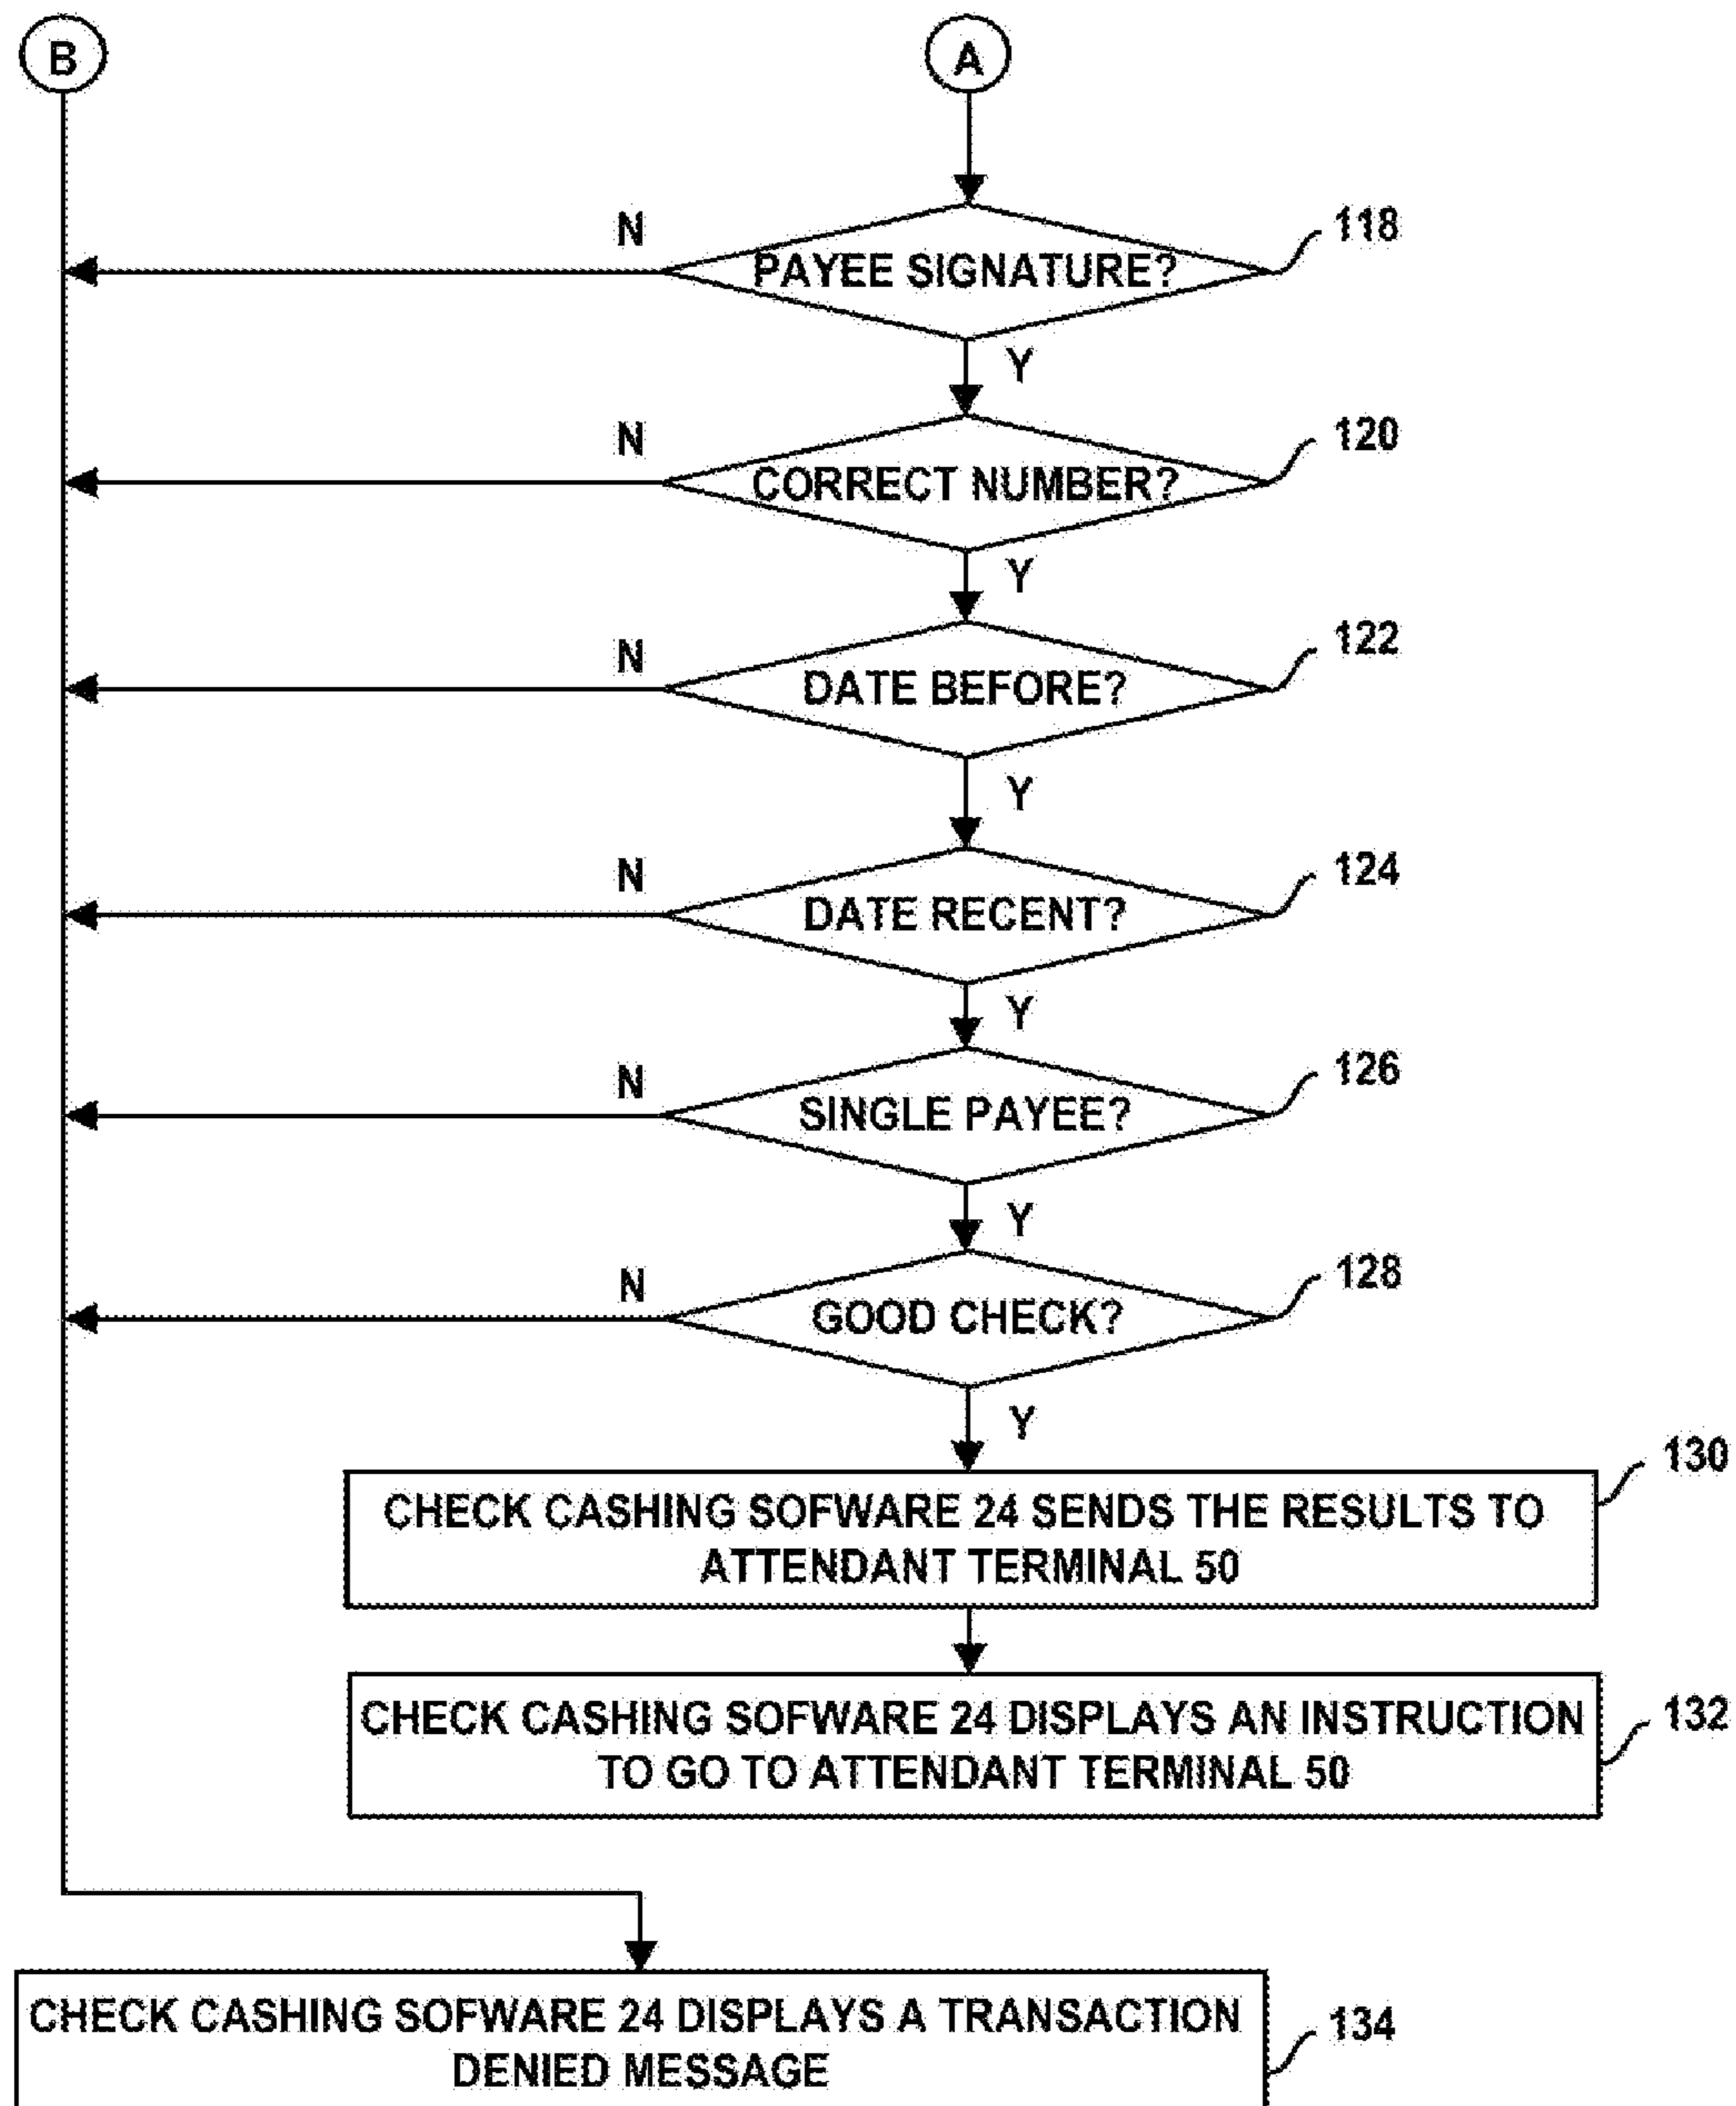 B
A
N
118
PAYEE SIGNATURE?
Y
N
120
CORRECT NUMBER?
Y
N
122
DATE BEFORE?
Y
N
124
DATE RECENT?
Y
N
126
SINGLE PAYEE?
Y
N
128
GOOD CHECK?
Y
130
CHECK CASHING SOFWARE 24 SENDS THE RESULTS TO
ATTENDANT TERMINAL 50
CHECK CASHING SOFWARE 24 DISPLAYS AN INSTRUCTION
132
TO GO TO ATTENDANT TERMINAL 50
CHECK CASHING SOFWARE 24 DISPLAYS A TRANSACTION
134
DENIED MESSAGE